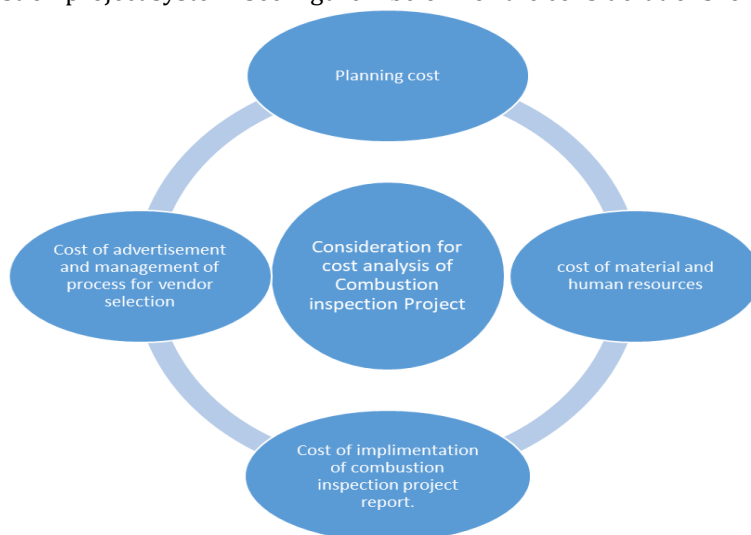 Planning cost
Cost of advertisement
and management of
process for vendor
selection
Consideration for
cost analysis of
Combustion
inspection Project
cost of material and
human resources
Cost of implimentation
of combustion
inspection project
report.